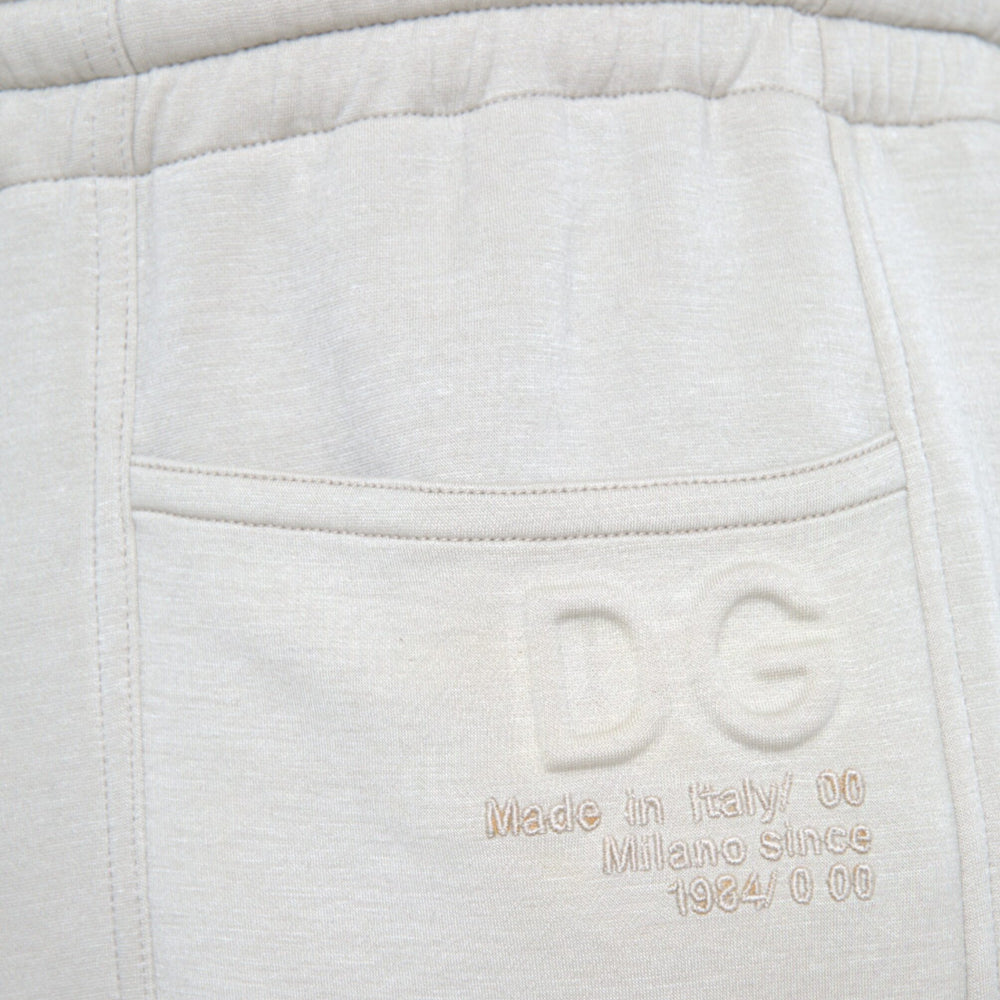 DG
Made in Italy/ 00
Milano since
1984/ 0 00